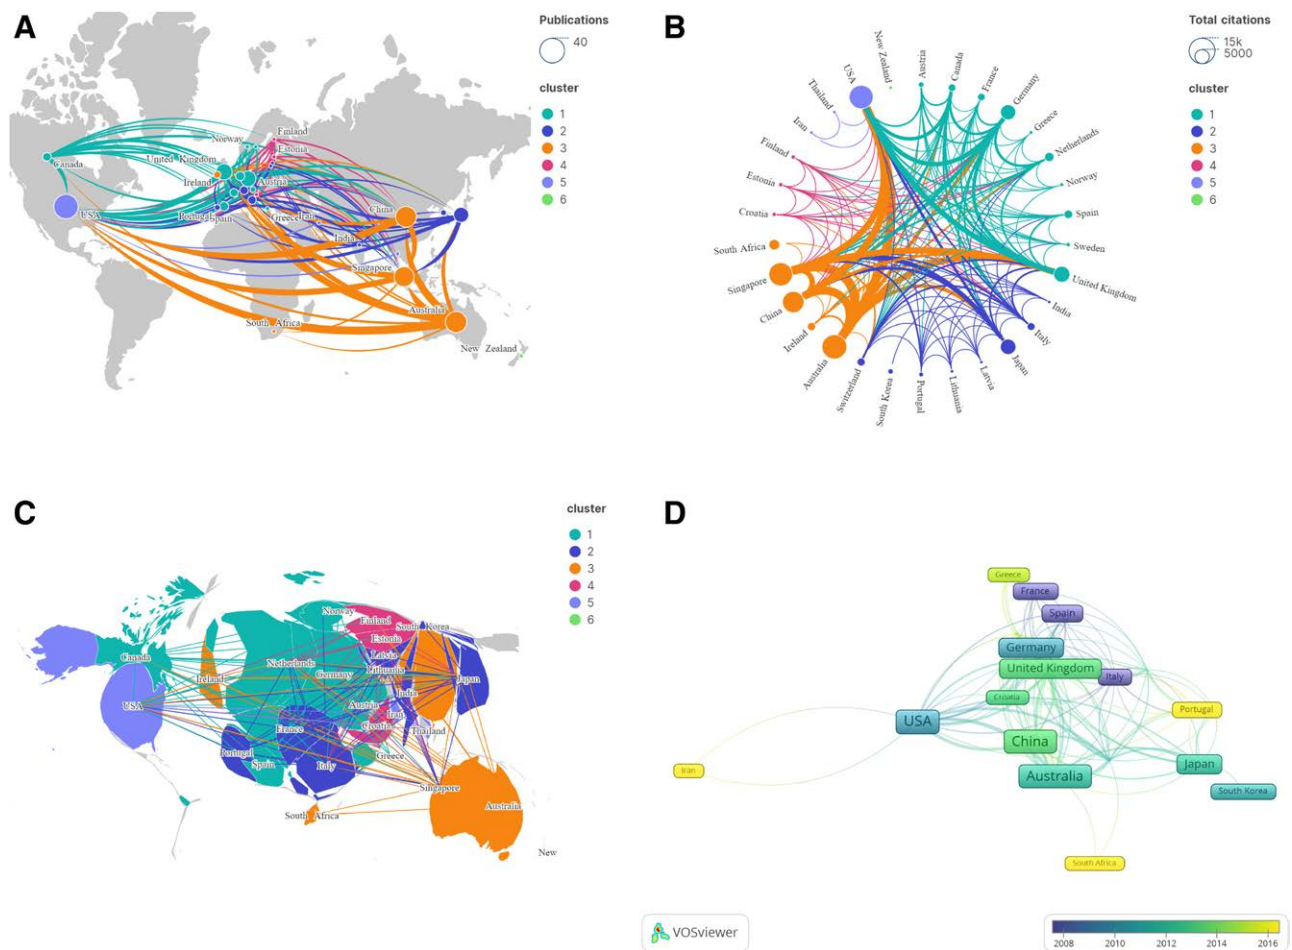 A
Publications
40
cluster
1
2
3
4
5
6
Norway
Finland
Estonia
United Kingdom
Canada
Ireland
Austria
USA
Portugal
Spain
Greece
Iran
China
India
Singapore
Australia
South Africa
New Zealand
B
Total citations
15k
5000
cluster
1
2
3
4
5
6
New Zealand
Austria
Canada
France
Germany
Greece
Netherlands
Norway
Spain
Sweden
United Kingdom
India
Italy
Japan
Latvia
Lithuania
Portugal
South Korea
Switzerland
Australia
Ireland
China
Singapore
South Africa
Croatia
Estonia
Finland
Iran
Thailand
USA
C
cluster
1
2
3
4
5
6
Norway
Finland
South Korea
Estonia
Canada
Netherlands
Latvia
Lithuania
Germany
Ireland
India
Japan
USA
Austria
Iran
France
Croatia
Thailand
Portugal
Spain
Italy
Greece
Singapore
South Africa
Australia
New
D
Greece
France
Spain
Germany
United Kingdom
Italy
Croatia
Portugal
USA
China
Japan
Iran
Australia
South Korea
South Africa
VOSviewer
2008 2010 2012 2014 2016